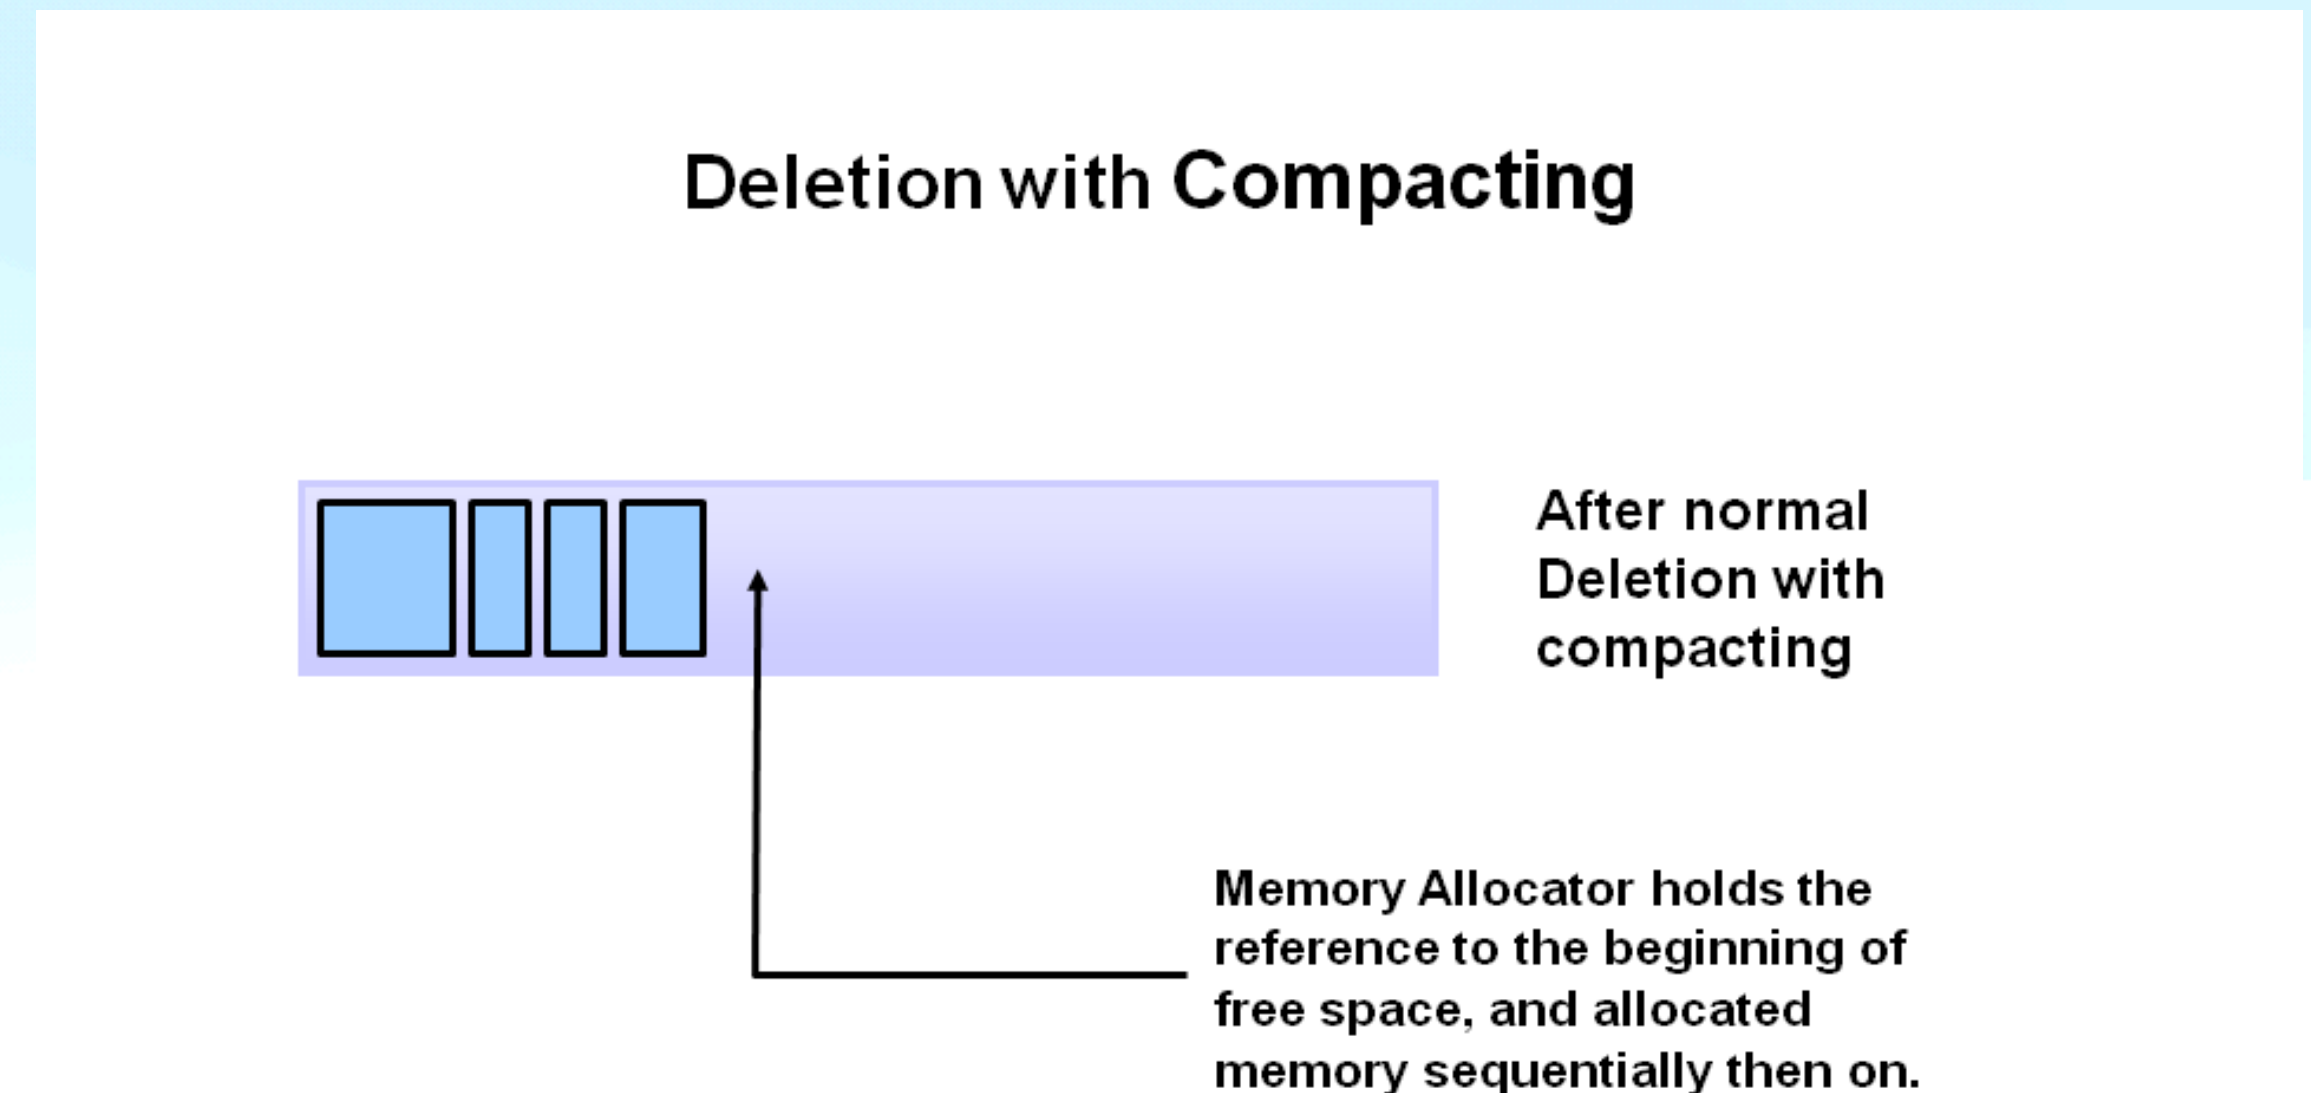 Deletion with Compacting
After normal
Deletion with
compacting
Memory Allocator holds the
reference to the beginning of
free space, and allocated
memory sequentially then on.